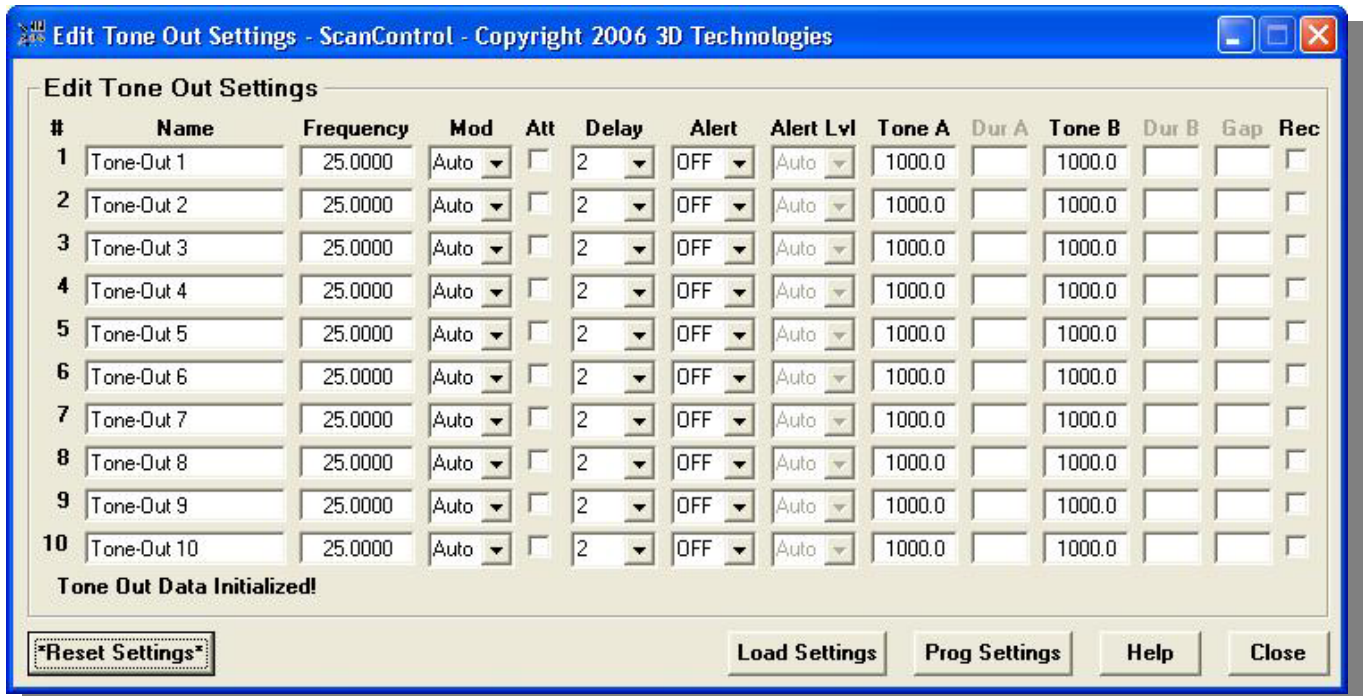 Edit Tone Out Settings - ScanControl - Copyright 2006 3D Technologies
Edit Tone Out Settings
# Name Frequency Mod Att Delay Alert Alert Lvl Tone A Dur A Tone B Dur B Gap Rec
1 Tone-Out 1 25.0000 Auto 2 OFF Auto 1000.0 1000.0
2 Tone-Out 2 25.0000 Auto 2 OFF Auto 1000.0 1000.0
3 Tone-Out 3 25.0000 Auto 2 OFF Auto 1000.0 1000.0
4 Tone-Out 4 25.0000 Auto 2 OFF Auto 1000.0 1000.0
5 Tone-Out 5 25.0000 Auto 2 OFF Auto 1000.0 1000.0
6 Tone-Out 6 25.0000 Auto 2 OFF Auto 1000.0 1000.0
7 Tone-Out 7 25.0000 Auto 2 OFF Auto 1000.0 1000.0
8 Tone-Out 8 25.0000 Auto 2 OFF Auto 1000.0 1000.0
9 Tone-Out 9 25.0000 Auto 2 OFF Auto 1000.0 1000.0
10 Tone-Out 10 25.0000 Auto 2 OFF Auto 1000.0 1000.0
Tone Out Data Initialized!
*Reset Settings* Load Settings Prog Settings Help Close